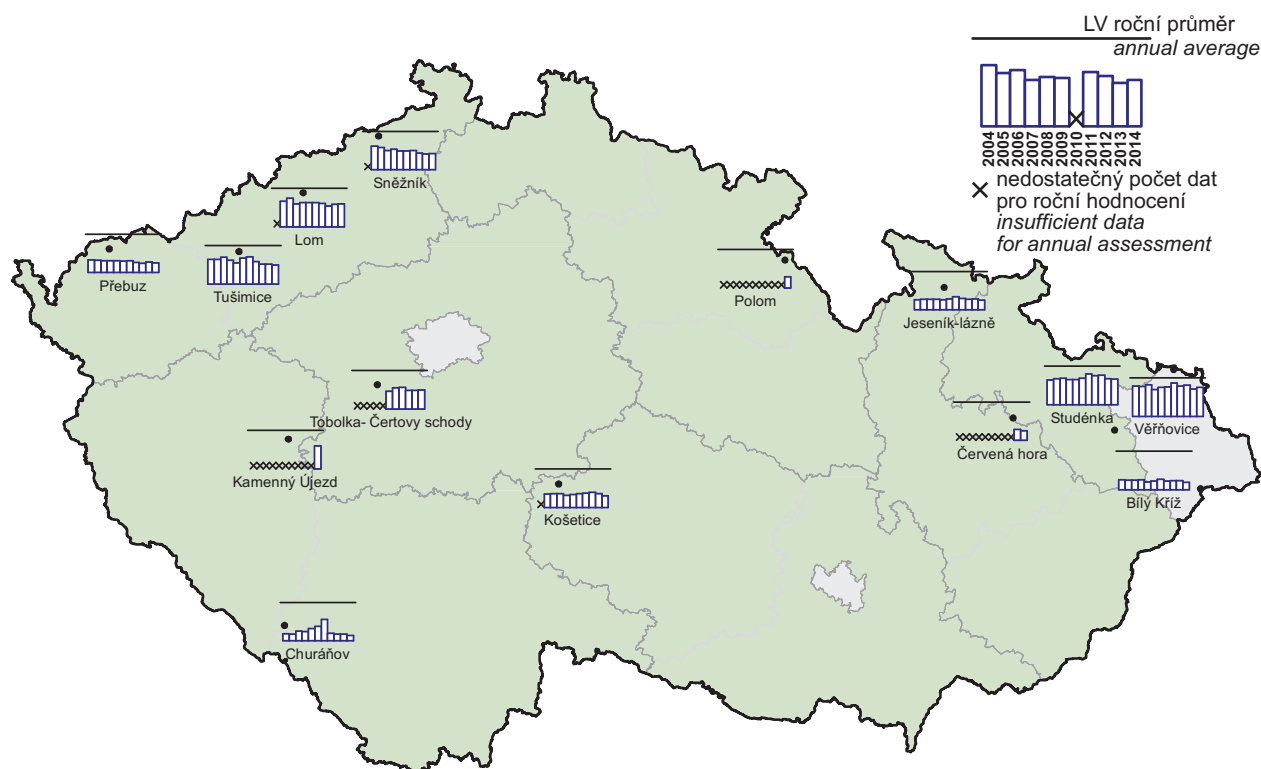 LV roční průměr
annual average
2004
2005
2006
2007
2008
2009
2010
2011
2012
2013
2014
× nedostatečný počet dat
pro roční hodnocení
insufficient data
for annual assessment
Sněžník
Lom
Přebuz
Tušimice
Polom
Jeseník-lázně
Tobolka- Čertovy schody
Studénka
Věřňovice
Červená hora
Kamenný Újezd
Bílý Kříž
Košetice
Churáňov